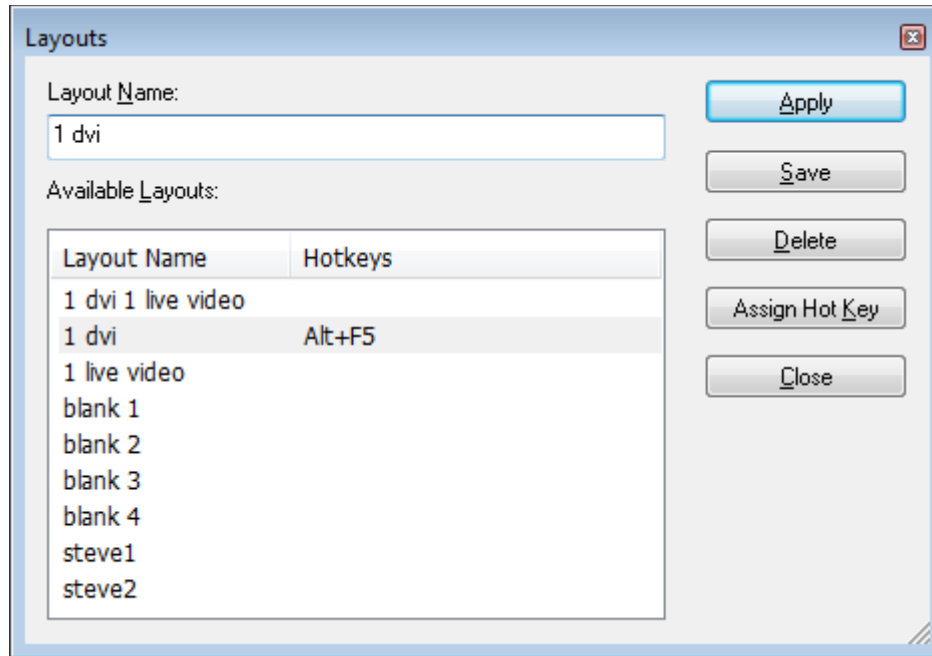 Layouts
Layout Name:
1 dvi
Available Layouts:
Layout Name Hotkeys
1 dvi 1 live video
1 dvi Alt+F5
1 live video
blank 1
blank 2
blank 3
blank 4
steve1
steve2
Apply
Save
Delete
Assign Hot Key
Close